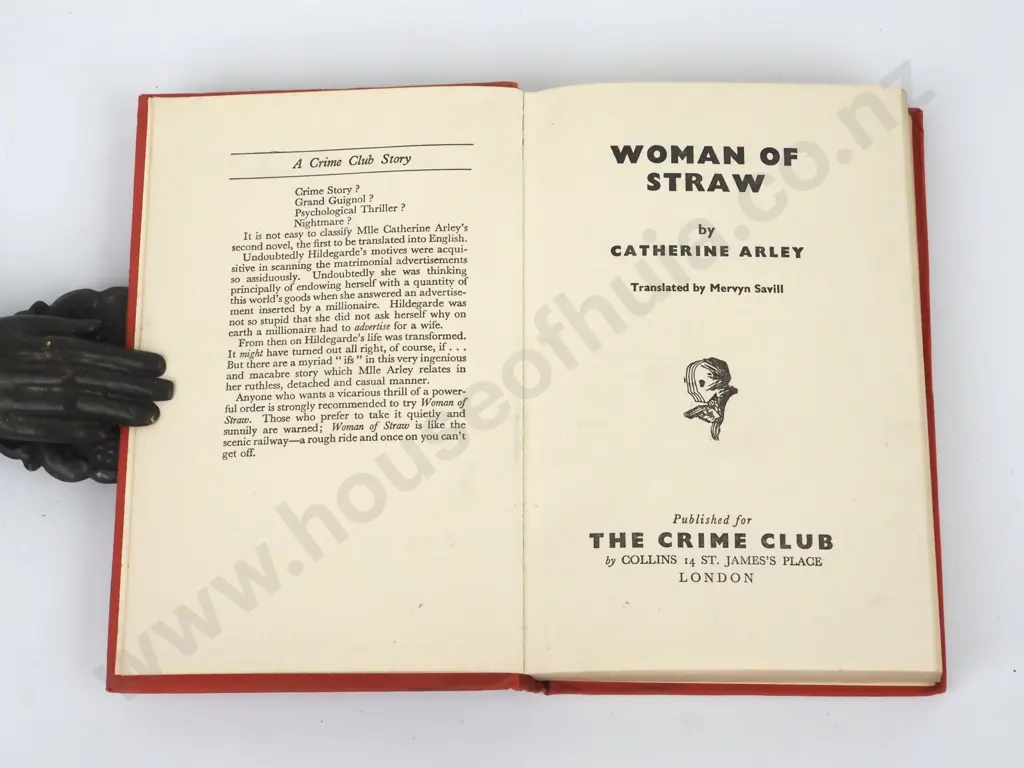 A Crime Club Story
Crime Story ?
Grand Guignol ?
Psychological Thriller ?
Nightmare ?
It is not easy to classify Mlle Catherine Arley's
second novel, the first to be translated into English.
Undoubtedly Hildegarde's motives were acqui-
sitive in scanning the matrimonial advertisements
so assiduously. Undoubtedly she was thinking
principally of endowing herself with a quantity of
this world's goods when she answered an advertise-
ment inserted by a millionaire. Hildegarde was
not so stupid that she did not ask herself why on
earth a millionaire had to advertise for a wife.
From then on Hildegarde's life was transformed.
It might have turned out all right, of course, if . . .
But there are a myriad " ifs " in this very ingenious
and macabre story which Mlle Arley relates in
her ruthless, detached and casual manner.
Anyone who wants a vicarious thrill of a power-
ful order is strongly recommended to try Woman of
Straw. Those who prefer to take it quietly and
sunnily are warned; Woman of Straw is like the
scenic railway—a rough ride and once on you can't
get off.
WOMAN OF
STRAW
by
CATHERINE ARLEY
Translated by Mervyn Savill
Published for
THE CRIME CLUB
by COLLINS 14 ST. JAMES'S PLACE
LONDON
www.houseofhuia.co.nz